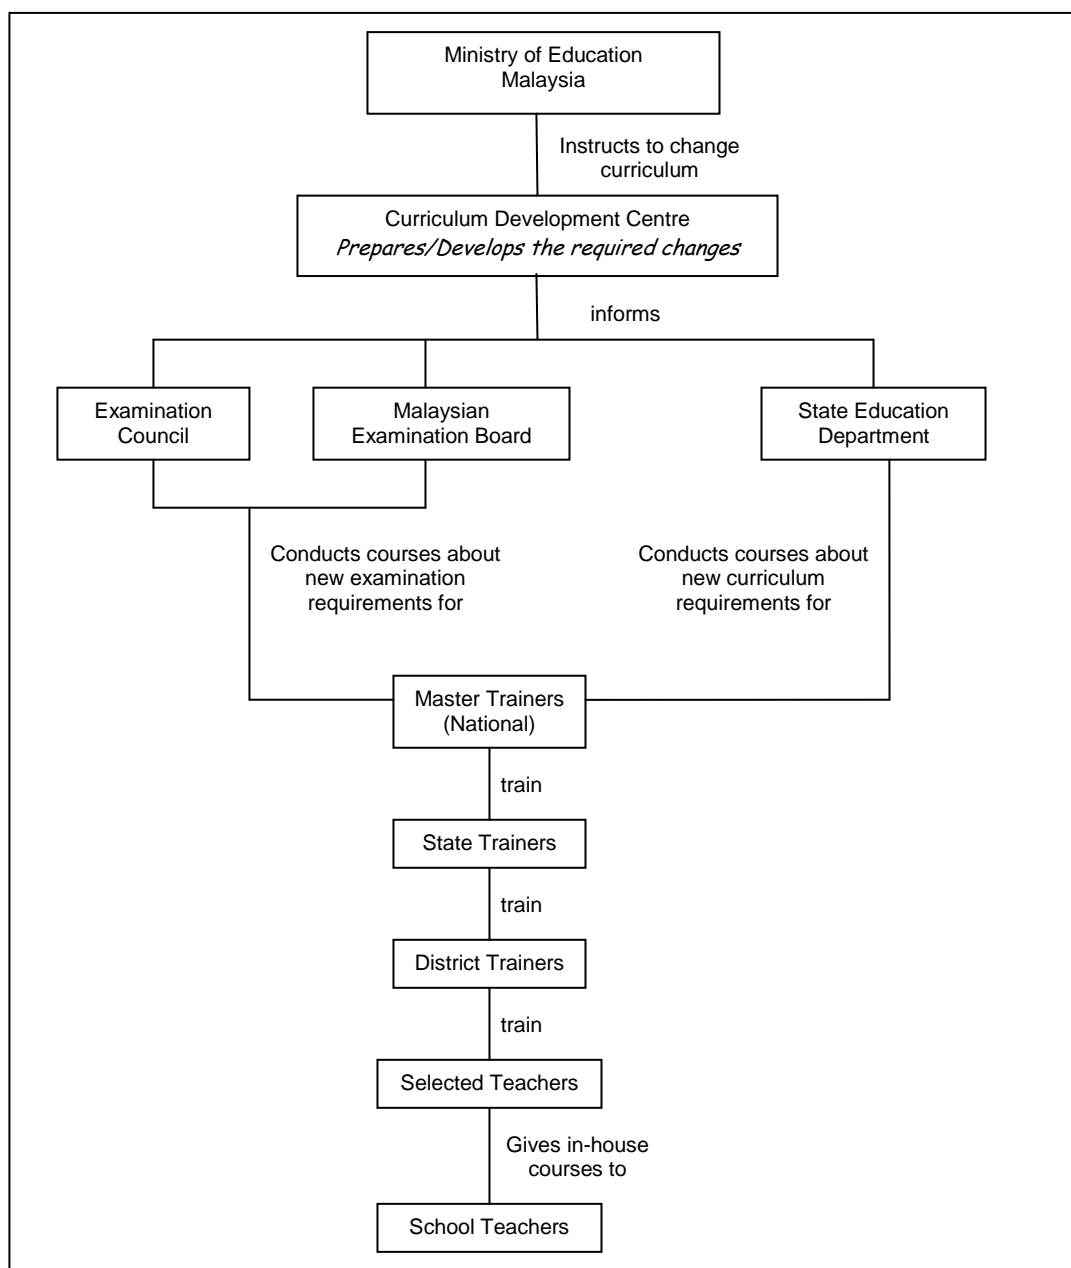 Ministry of Education
Malaysia
Instructs to change
curriculum
Curriculum Development Centre
Prepares/Develops the required changes
informs
Examination
Council
Malaysian
Examination Board
State Education
Department
Conducts courses about
new examination
requirements for
Conducts courses about
new curriculum
requirements for
Master Trainers
(National)
train
State Trainers
train
District Trainers
train
Selected Teachers
Gives in-house
courses to
School Teachers